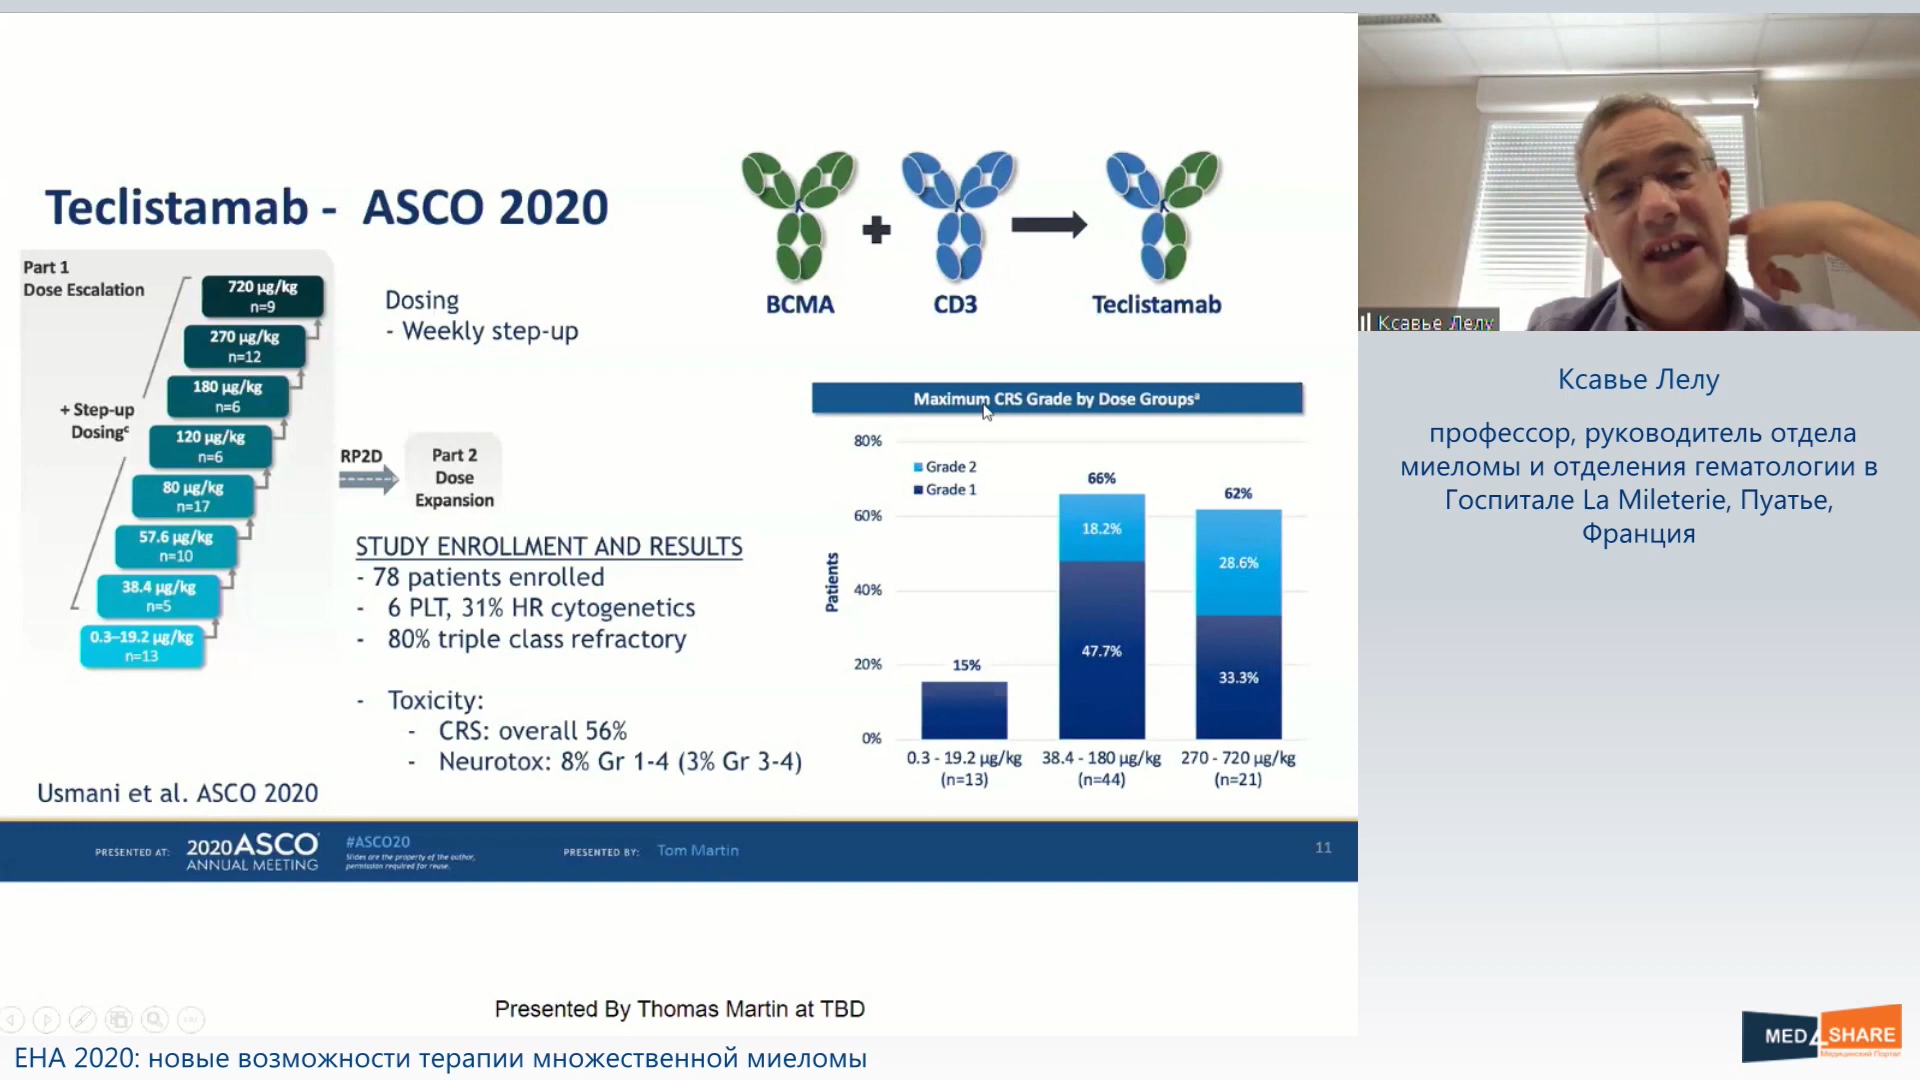 Teclistamab - ASCO 2020
BCMA
CD3
Teclistamab
Part 1
Dose Escalation
720 µg/kg
n=9
270 µg/kg
n=12
180 µg/kg
n=6
120 µg/kg
n=6
80 µg/kg
n=17
57.6 µg/kg
n=10
38.4 µg/kg
n=5
0.3–19.2 µg/kg
n=13
+ Step-up
Dosingᶜ
RP2D
Part 2
Dose
Expansion
Dosing
- Weekly step-up
STUDY ENROLLMENT AND RESULTS
- 78 patients enrolled
- 6 PLT, 31% HR cytogenetics
- 80% triple class refractory
- Toxicity:
- CRS: overall 56%
- Neurotox: 8% Gr 1-4 (3% Gr 3-4)
Usmani et al. ASCO 2020
Maximum CRS Grade by Dose Groupsᵃ
80%
60%
40%
20%
0%
Patients
Grade 2
Grade 1
15%
66%
18.2%
47.7%
62%
28.6%
33.3%
0.3 - 19.2 µg/kg
(n=13)
38.4 - 180 µg/kg
(n=44)
270 - 720 µg/kg
(n=21)
PRESENTED AT:
2020 ASCO
ANNUAL MEETING
#ASCO20
Slides are the property of the author,
permission required for reuse.
PRESENTED BY: Tom Martin
11
Presented By Thomas Martin at TBD
EHA 2020: новые возможности терапии множественной миеломы
Ксавье Лелу
Ксавье Лелу
профессор, руководитель отдела
миеломы и отделения гематологии в
Госпитале La Mileterie, Пуатье,
Франция
MED4SHARE
Медицинский Портал